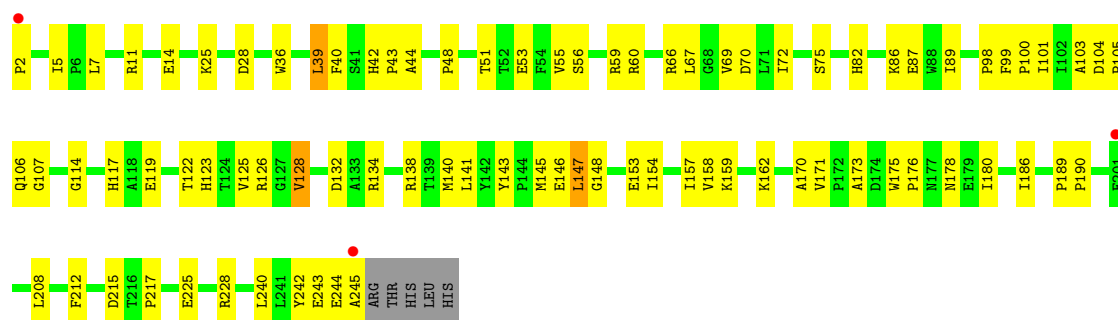 P2 I5 P6 L7 R11 E14 K25 D28 W36 L39 F40 S41 H42 P43 A44 P48 T51 T52 E53 F54 V55 S56 R59 R60 R66 L67 G68 V69 D70 L71 I72 S75 H82 K86 E87 W88 I89 P98 F99 P100 I101 I102 A103 D104 P105
Q106 G107 G114 H117 A118 E119 T122 H123 T124 V125 R126 G127 V128 D132 A133 R134 R138 T139 M140 L141 Y142 Y143 P144 M145 E146 L147 G148 E153 I154 I157 V158 K159 K162 A170 V171 P172 A173 D174 W175 P176 N177 N178 E179 I180 I186 P189 P190 E201
L208 F212 D215 T216 P217 E225 R228 L240 L241 Y242 E243 E244 A245 ARG THR HIS LEU HIS